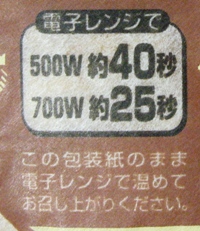 電子レンジで
500W 約40秒
700W 約25秒
この包装紙のまま
電子レンジで温めて
お召し上がりください。